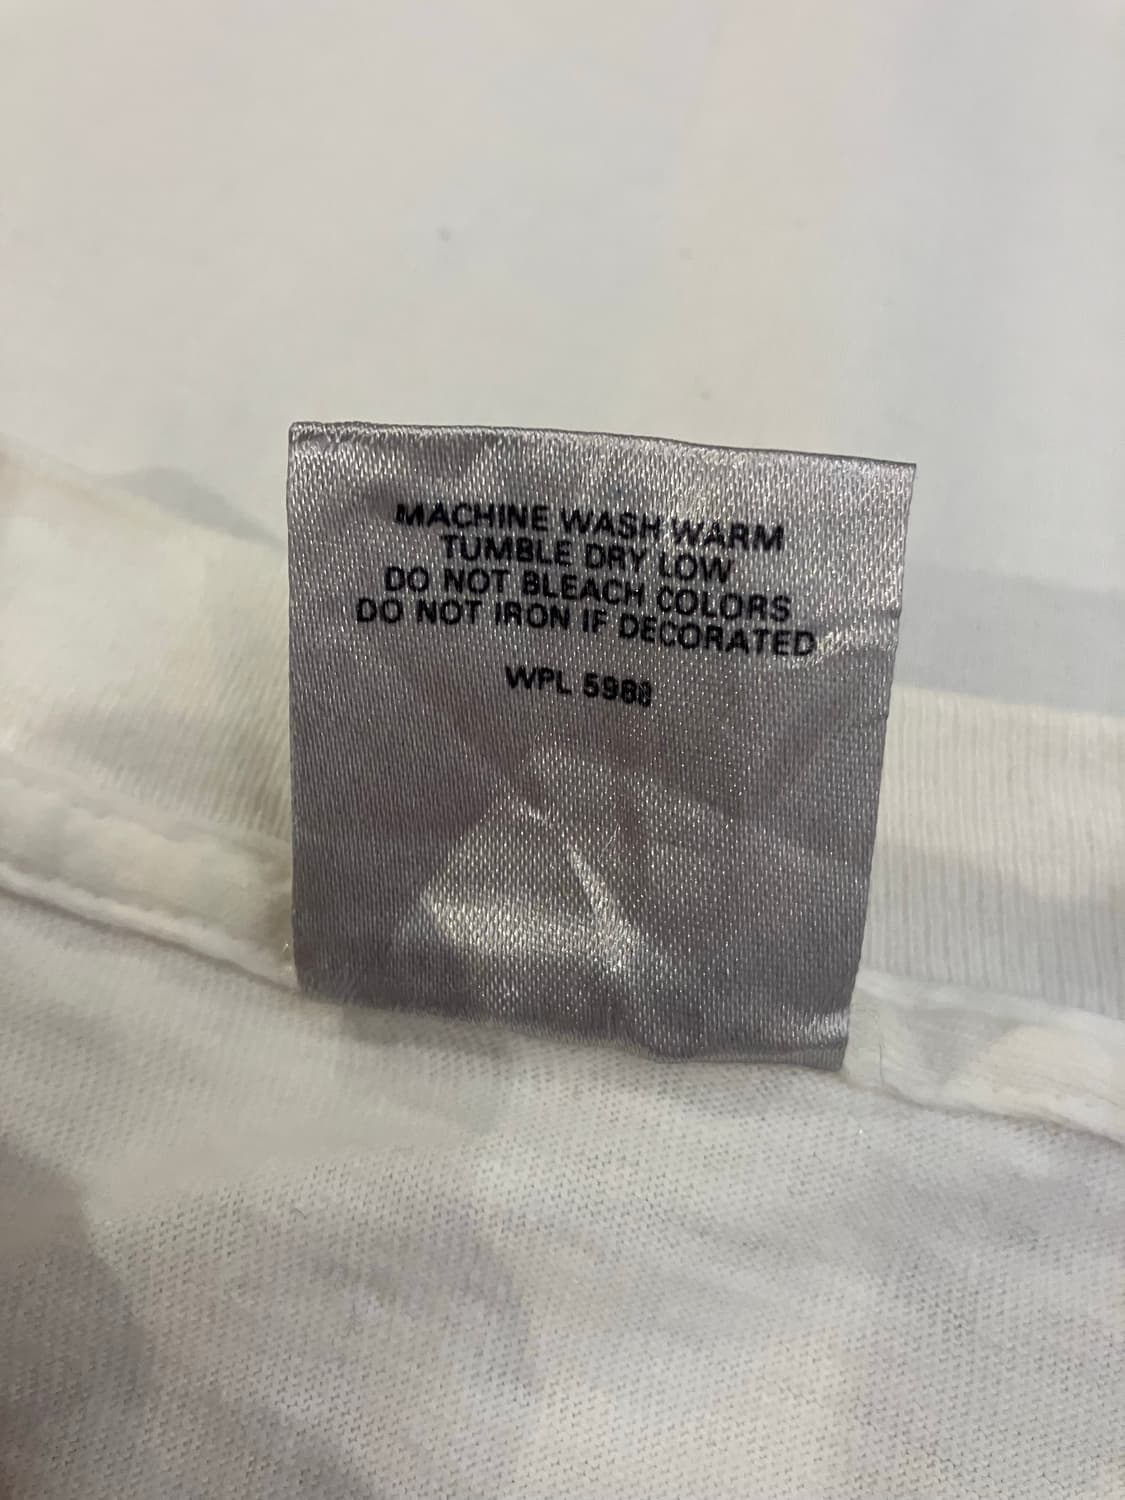 MACHINE WASH WARM
TUMBLE DRY LOW
DO NOT BLEACH COLORS
DO NOT IRON IF DECORATED
WPL 5988